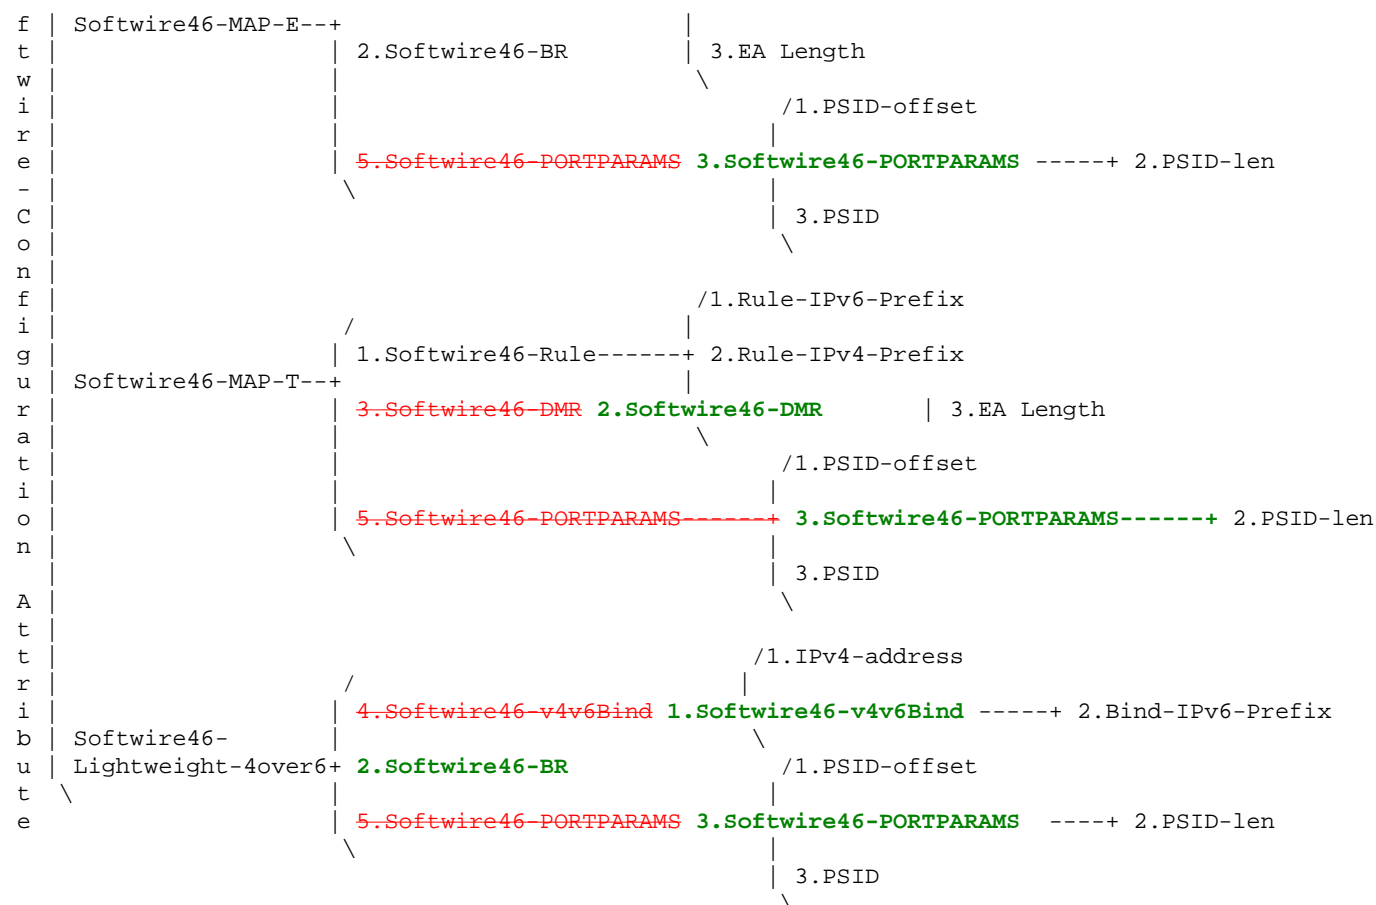 f | Softwire46-MAP-E--+ |
t | | 2.Softwire46-BR | 3.EA Length
w | | \
i | | /1.PSID-offset
r | | |
e | | 5.Softwire46-PORTPARAMS 3.Softwire46-PORTPARAMS -----+ 2.PSID-len
- | \ |
C | | 3.PSID
o | \
n |
f | /1.Rule-IPv6-Prefix
i | / |
g | | 1.Softwire46-Rule------+ 2.Rule-IPv4-Prefix
u | Softwire46-MAP-T--+ |
r | | 3.Softwire46-DMR 2.Softwire46-DMR | 3.EA Length
a | | \
t | | /1.PSID-offset
i | | |
o | | 5.Softwire46-PORTPARAMS------+ 3.Softwire46-PORTPARAMS------+ 2.PSID-len
n | \ |
| | 3.PSID
A | \
t |
t | /1.IPv4-address
r | / |
i | | 4.Softwire46-v4v6Bind 1.Softwire46-v4v6Bind -----+ 2.Bind-IPv6-Prefix
b | Softwire46- | \
u | Lightweight-4over6+ 2.Softwire46-BR /1.PSID-offset
t \ | |
e | 5.Softwire46-PORTPARAMS 3.Softwire46-PORTPARAMS ----+ 2.PSID-len
\ |
| 3.PSID
\